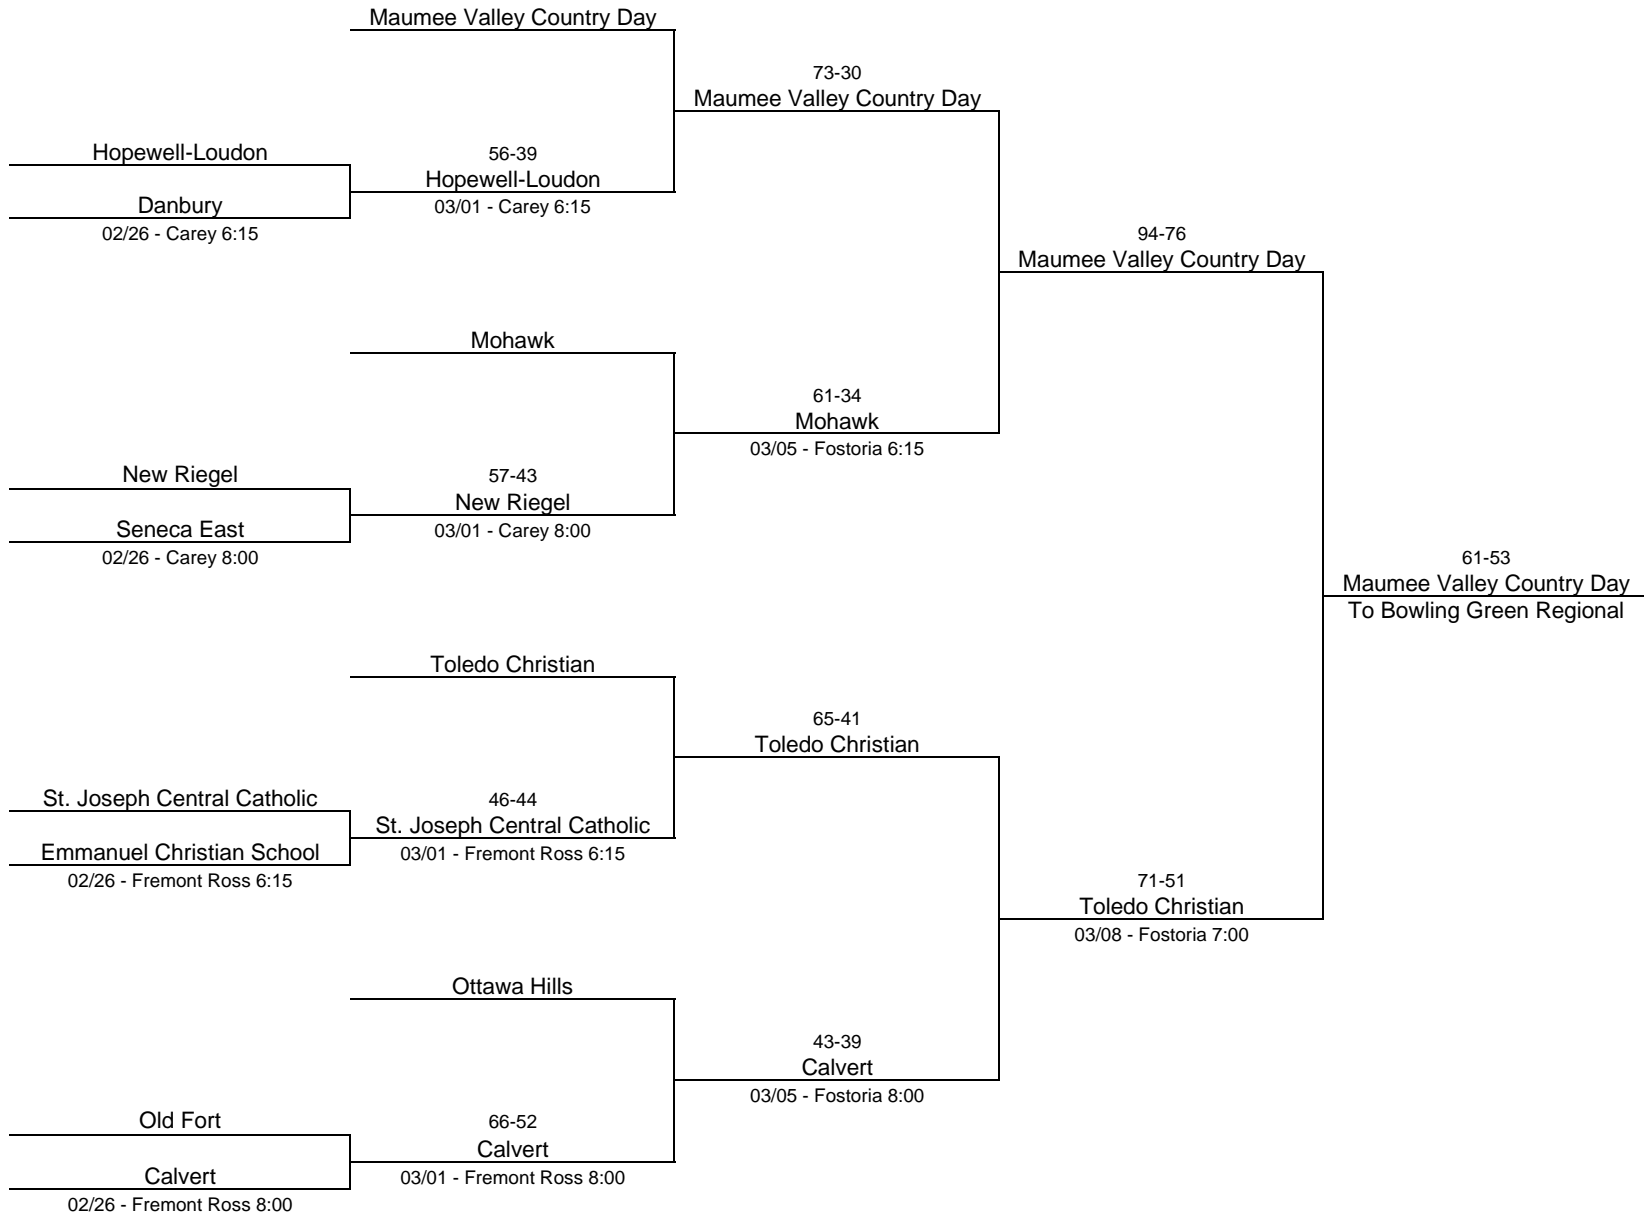 Maumee Valley Country Day
73-30
Maumee Valley Country Day
Hopewell-Loudon
56-39
Hopewell-Loudon
Danbury
03/01 - Carey 6:15
02/26 - Carey 6:15
94-76
Maumee Valley Country Day
Mohawk
61-34
Mohawk
03/05 - Fostoria 6:15
New Riegel
57-43
New Riegel
Seneca East
03/01 - Carey 8:00
02/26 - Carey 8:00
61-53
Maumee Valley Country Day
To Bowling Green Regional
Toledo Christian
65-41
Toledo Christian
St. Joseph Central Catholic
46-44
St. Joseph Central Catholic
Emmanuel Christian School
03/01 - Fremont Ross 6:15
02/26 - Fremont Ross 6:15
71-51
Toledo Christian
03/08 - Fostoria 7:00
Ottawa Hills
43-39
Calvert
03/05 - Fostoria 8:00
Old Fort
66-52
Calvert
Calvert
03/01 - Fremont Ross 8:00
02/26 - Fremont Ross 8:00